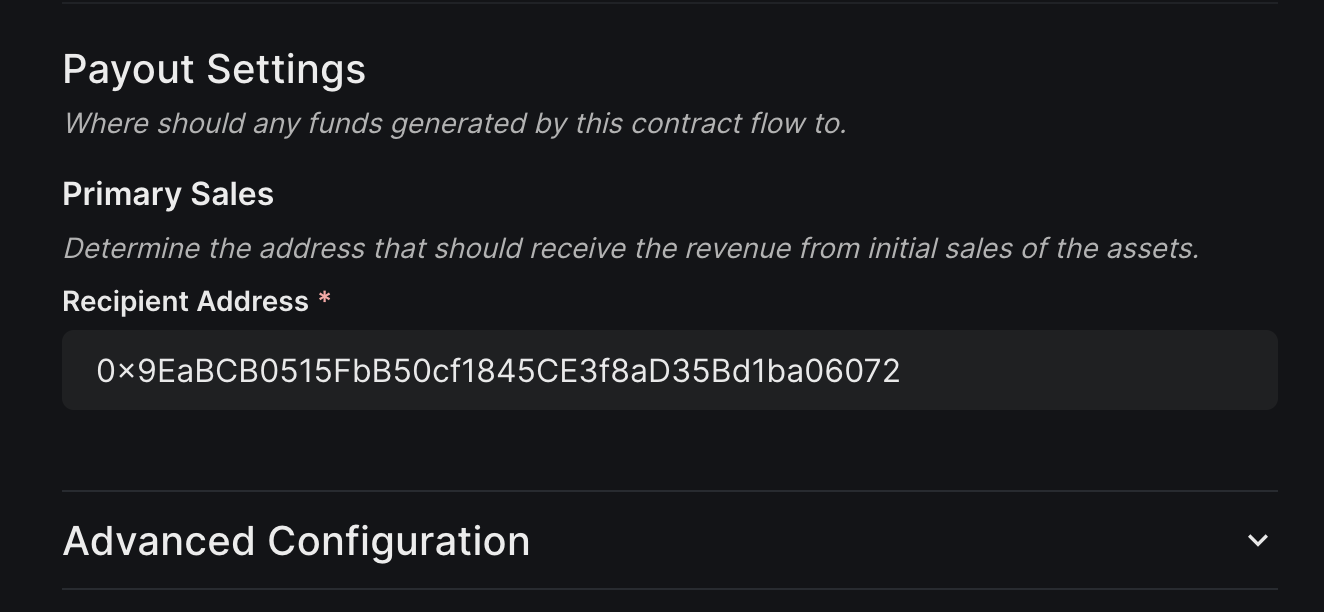 Payout Settings
Where should any funds generated by this contract flow to.
Primary Sales
Determine the address that should receive the revenue from initial sales of the assets.
Recipient Address *
0x9EaBCB0515FbB50cf1845CE3f8aD35Bd1ba06072
Advanced Configuration